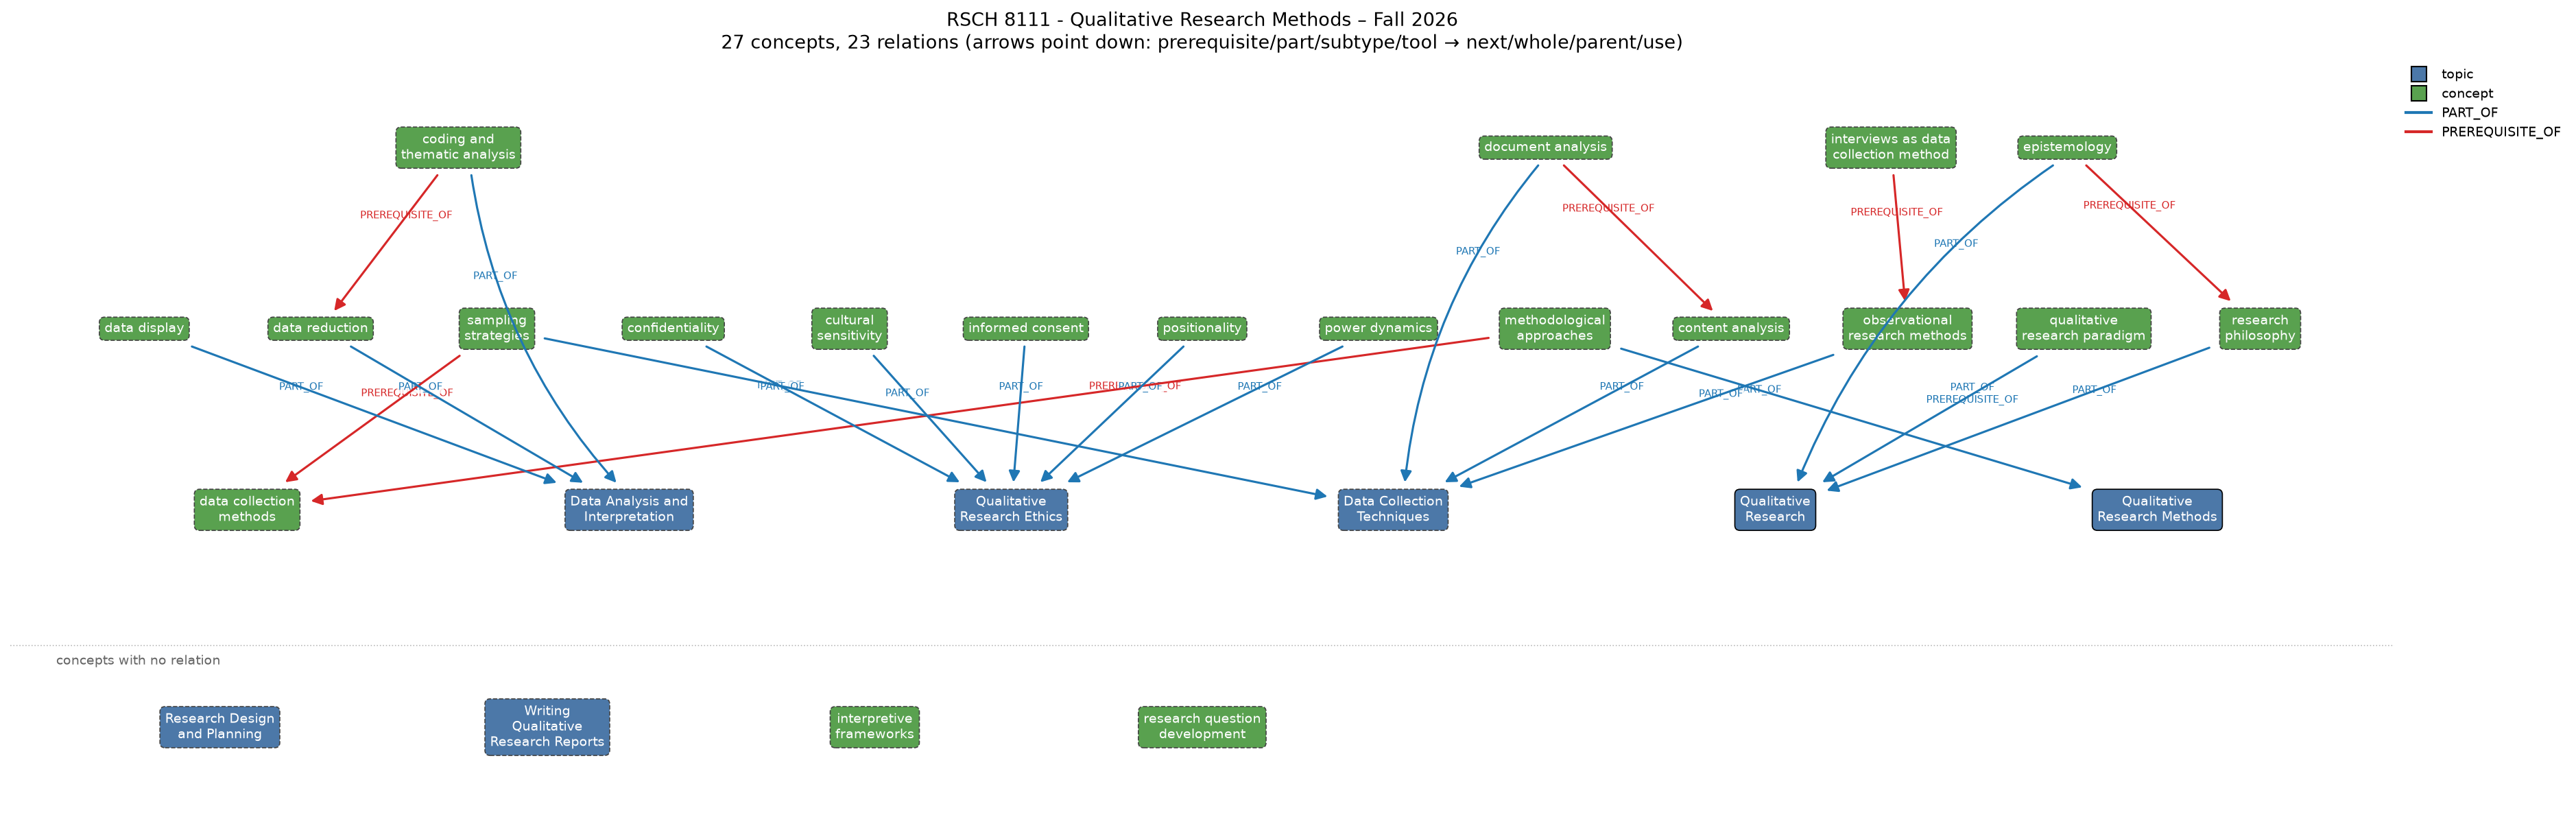 RSCH 8111 - Qualitative Research Methods – Fall 2026
27 concepts, 23 relations (arrows point down: prerequisite/part/subtype/tool → next/whole/parent/use)
topic
concept
PART_OF
PREREQUISITE_OF
coding and
thematic analysis
document analysis
interviews as data
collection method
epistemology
PREREQUISITE_OF
PREREQUISITE_OF
PREREQUISITE_OF
PREREQUISITE_OF
PART_OF
PART_OF
PART_OF
data display
data reduction
sampling
strategies
confidentiality
cultural
sensitivity
informed consent
positionality
power dynamics
methodological
approaches
content analysis
observational
research methods
qualitative
research paradigm
research
philosophy
PART_OF
PREREQUISITE_OF
PART_OF
PART_OF
PART_OF
PART_OF
PART_OF
PART_OF
PART_OF
PART_OF
PART_OF
PART_OF
PREREQUISITE_OF
PART_OF
data collection
methods
Data Analysis and
Interpretation
Qualitative
Research Ethics
Data Collection
Techniques
Qualitative
Research
Qualitative
Research Methods
concepts with no relation
Research Design
and Planning
Writing
Qualitative
Research Reports
interpretive
frameworks
research question
development